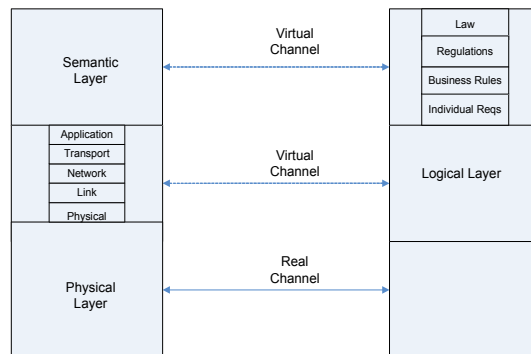 Semantic
Layer
Application
Transport
Network
Link
Physical
Physical
Layer
Virtual
Channel
Virtual
Channel
Real
Channel
Law
Regulations
Business Rules
Individual Reqs
Logical Layer